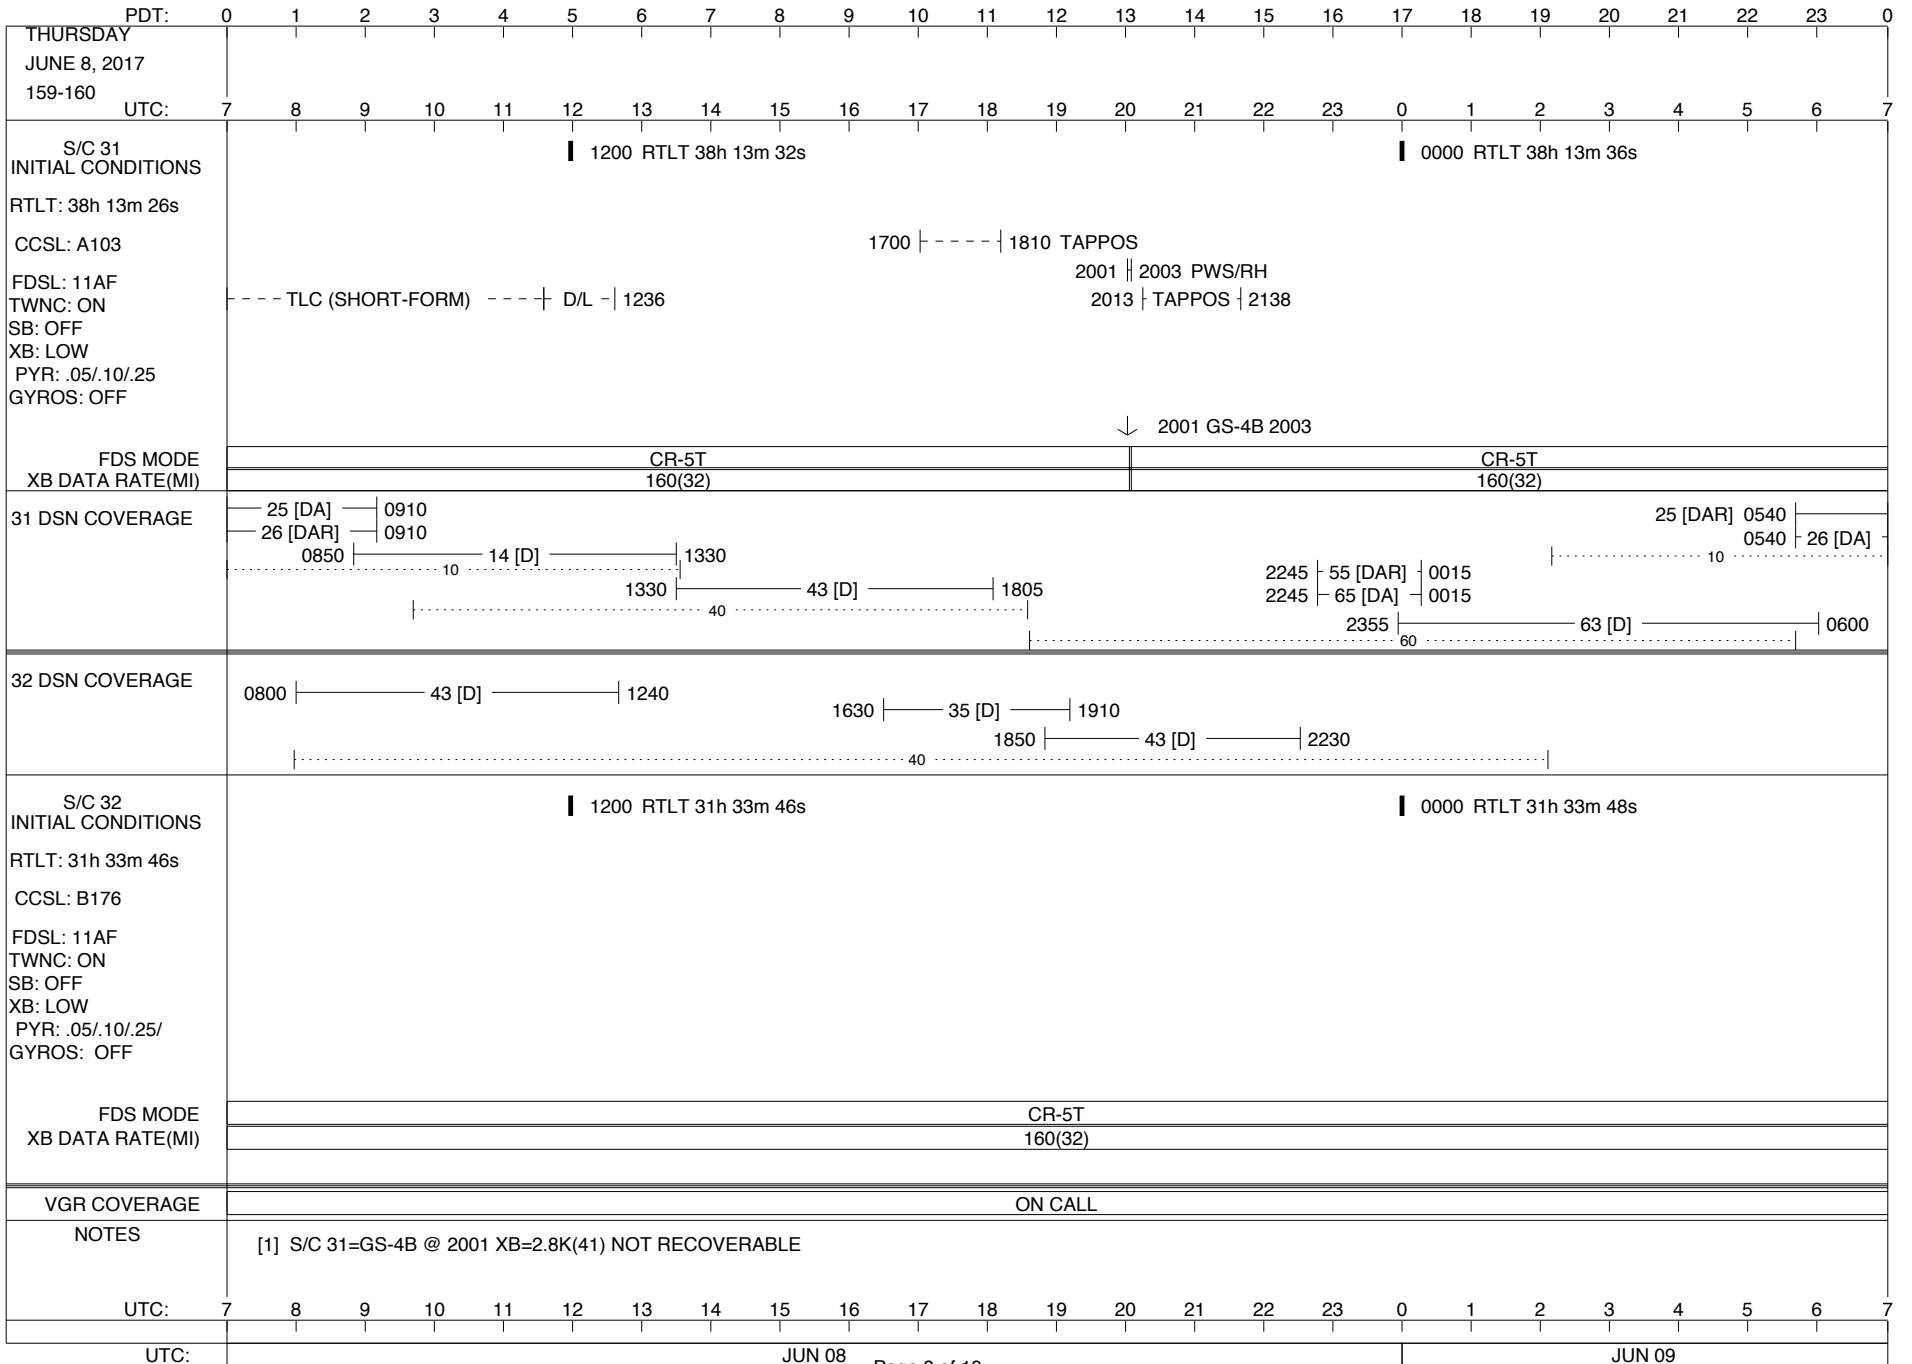 PDT: 0 1 2 3 4 5 6 7 8 9 10 11 12 13 14 15 16 17 18 19 20 21 22 23 0
THURSDAY
JUNE 8, 2017
159-160
UTC: 7 8 9 10 11 12 13 14 15 16 17 18 19 20 21 22 23 0 1 2 3 4 5 6 7
S/C 31
INITIAL CONDITIONS
1200 RTLT 38h 13m 32s
0000 RTLT 38h 13m 36s
RTLT: 38h 13m 26s
CCSL: A103
1700 1810 TAPPOS
2001 2003 PWS/RH
FDSL: 11AF
TWNC: ON
TLC (SHORT-FORM) D/L 1236
2013 TAPPOS 2138
SB: OFF
XB: LOW
PYR: .05/.10/.25
GYROS: OFF
2001 GS-4B 2003
FDS MODE CR-5T CR-5T
XB DATA RATE(MI) 160(32) 160(32)
31 DSN COVERAGE
25 [DA] 0910
25 [DAR] 0540
26 [DAR] 0910
0540 26 [DA]
0850 14 [D] 1330
10
10
2245 55 [DAR] 0015
1330 43 [D] 1805
2245 65 [DA] 0015
40
2355 63 [D] 0600
60
32 DSN COVERAGE
0800 43 [D] 1240
1630 35 [D] 1910
1850 43 [D] 2230
40
S/C 32
INITIAL CONDITIONS
1200 RTLT 31h 33m 46s
0000 RTLT 31h 33m 48s
RTLT: 31h 33m 46s
CCSL: B176
FDSL: 11AF
TWNC: ON
SB: OFF
XB: LOW
PYR: .05/.10/.25/
GYROS: OFF
FDS MODE CR-5T
XB DATA RATE(MI) 160(32)
VGR COVERAGE ON CALL
NOTES
[1] S/C 31=GS-4B @ 2001 XB=2.8K(41) NOT RECOVERABLE
UTC: 7 8 9 10 11 12 13 14 15 16 17 18 19 20 21 22 23 0 1 2 3 4 5 6 7
UTC: JUN 08 JUN 09